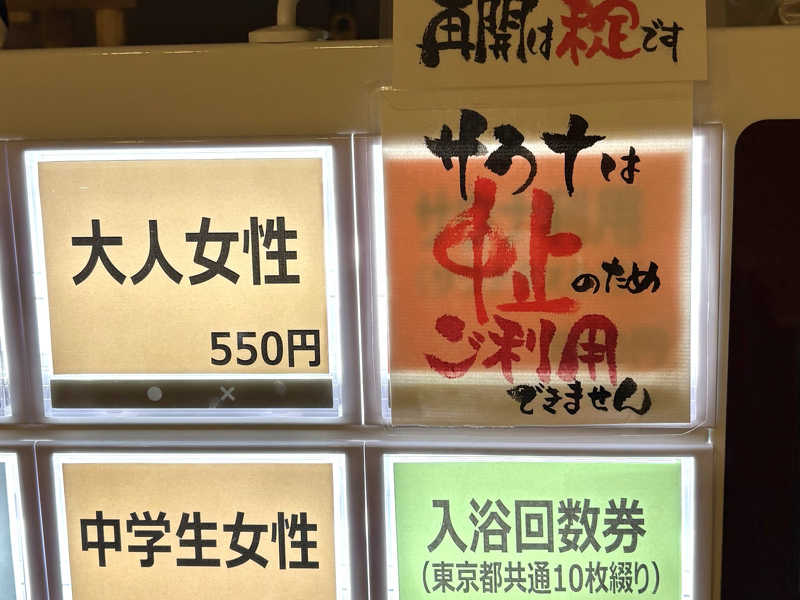 再開は未定です
サウナは
中止のため
ご利用
できません
大人女性
550円
中学生女性
入浴回数券
(東京都共通10枚綴り)